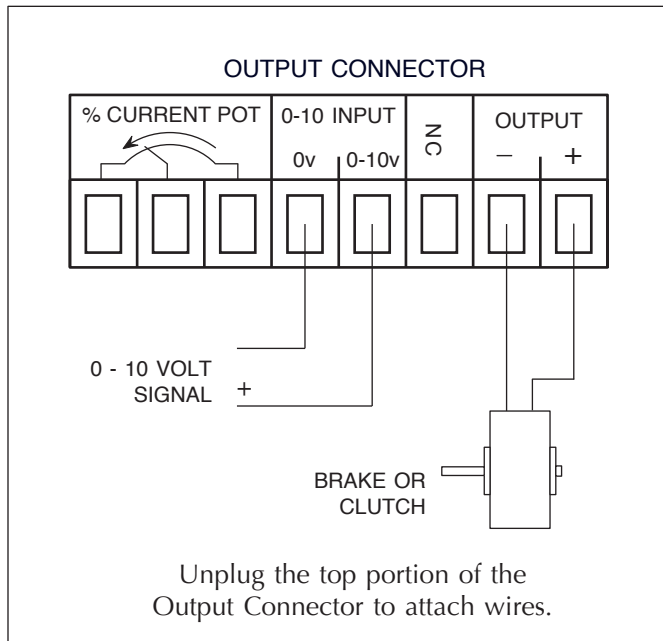 OUTPUT CONNECTOR
% CURRENT POT
0-10 INPUT
0v
0-10v
NC
OUTPUT
− +
0 - 10 VOLT
SIGNAL
+
BRAKE OR
CLUTCH
Unplug the top portion of the
Output Connector to attach wires.